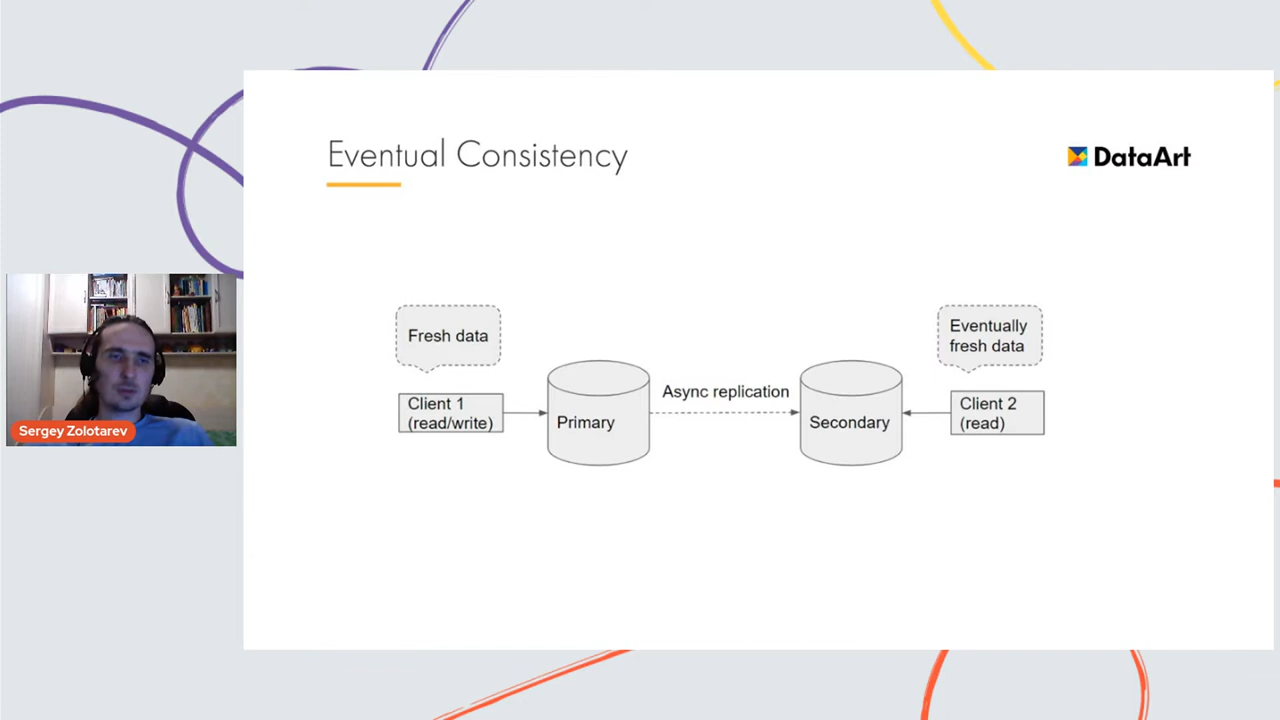 Eventual Consistency
DataArt
Fresh data
Eventually
fresh data
Client 1
(read/write)
Primary
Async replication
Secondary
Client 2
(read)
Sergey Zolotarev